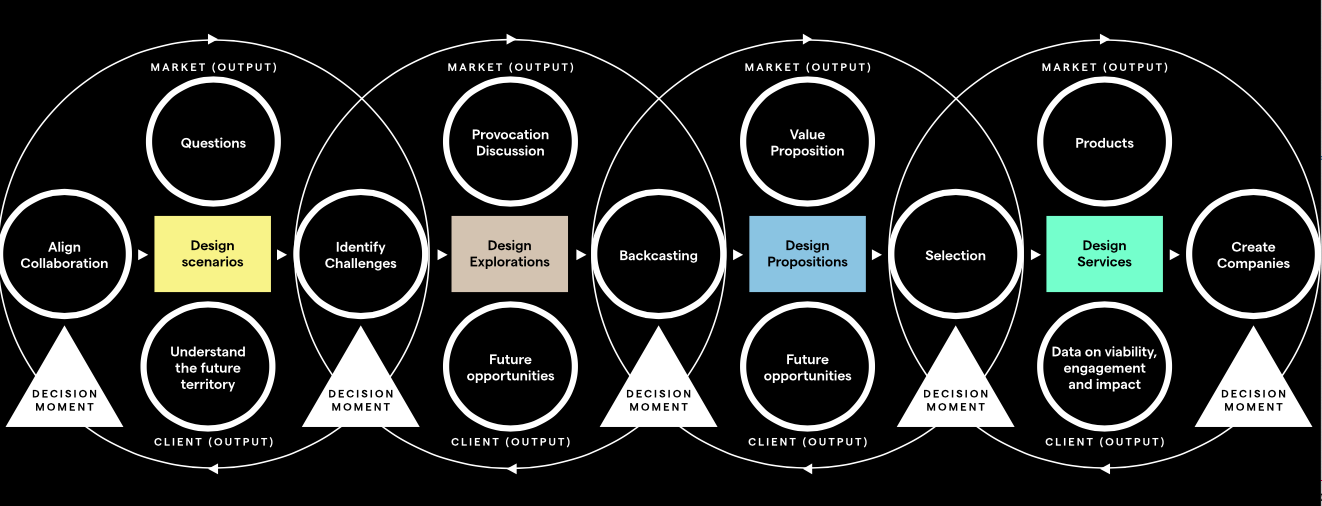 MARKET (OUTPUT)
MARKET (OUTPUT)
MARKET (OUTPUT)
MARKET (OUTPUT)
Questions
Provocation
Discussion
Value
Proposition
Products
Align
Collaboration
Design
scenarios
Identify
Challenges
Design
Explorations
Backcasting
Design
Propositions
Selection
Design
Services
Create
Companies
Understand
the future
territory
Future
opportunities
Future
opportunities
Data on viability,
engagement
and impact
DECISION
MOMENT
DECISION
MOMENT
DECISION
MOMENT
DECISION
MOMENT
DECISION
MOMENT
CLIENT (OUTPUT)
CLIENT (OUTPUT)
CLIENT (OUTPUT)
CLIENT (OUTPUT)